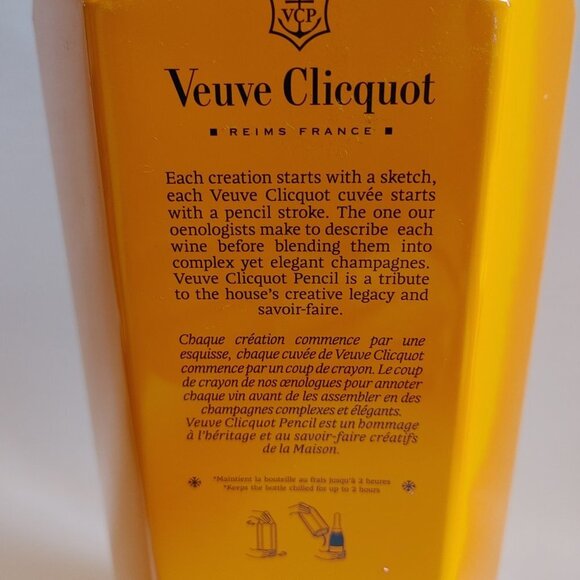 VCP
Veuve Clicquot
▪ REIMS FRANCE ▪
Each creation starts with a sketch,
each Veuve Clicquot cuvée starts
with a pencil stroke. The one our
oenologists make to describe each
wine before blending them into
complex yet elegant champagnes.
Veuve Clicquot Pencil is a tribute
to the house's creative legacy and
savoir-faire.
Chaque création commence par une
esquisse, chaque cuvée de Veuve Clicquot
commence par un coup de crayon. Le coup
de crayon de nos œnologues pour annoter
chaque vin avant de les assembler en des
champagnes complexes et élégants.
Veuve Clicquot Pencil est un hommage
à l'héritage et au savoir-faire créatifs
de la Maison.
*Maintient la bouteille au frais jusqu'à 2 heures
*Keeps the bottle chilled for up to 2 hours